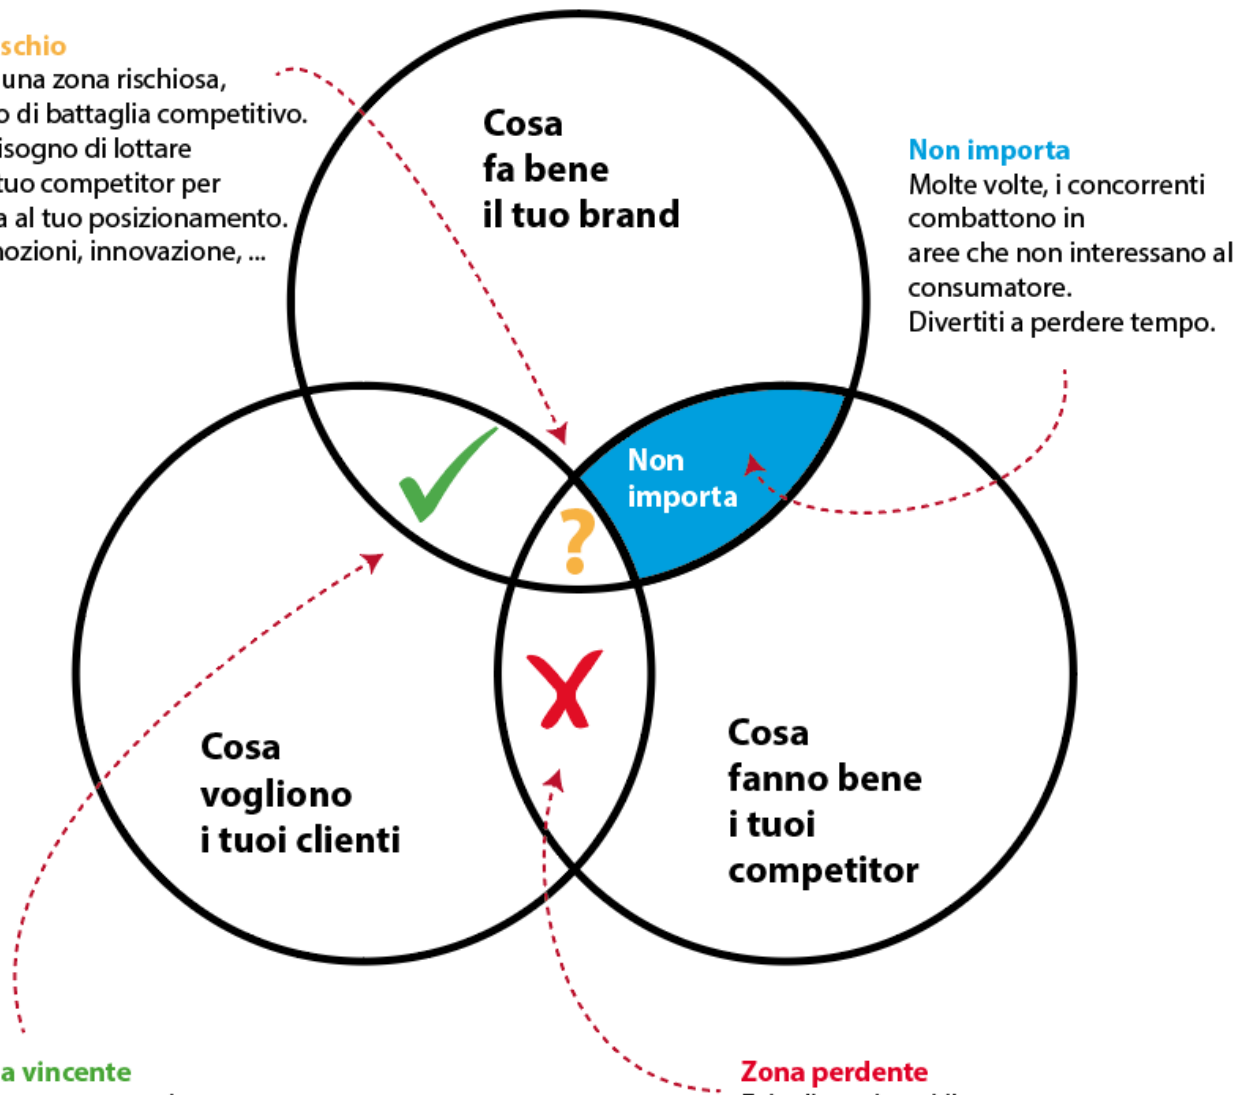 schio
una zona rischiosa,
o di battaglia competitivo.
isogno di lottare
tuo competitor per
a al tuo posizionamento.
nozioni, innovazione, ...
Cosa
fa bene
il tuo brand
Non importa
Molte volte, i concorrenti
combattono in
aree che non interessano al
consumatore.
Divertiti a perdere tempo.
Non
importa
?
Cosa
vogliono
i tuoi clienti
Cosa
fanno bene
i tuoi
competitor
a vincente
Zona perdente